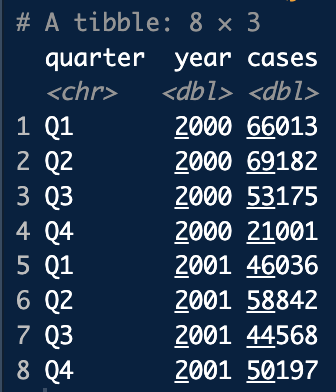 # A tibble: 8 × 3
quarter year cases
<chr> <dbl> <dbl>
1 Q1 2000 66013
2 Q2 2000 69182
3 Q3 2000 53175
4 Q4 2000 21001
5 Q1 2001 46036
6 Q2 2001 58842
7 Q3 2001 44568
8 Q4 2001 50197